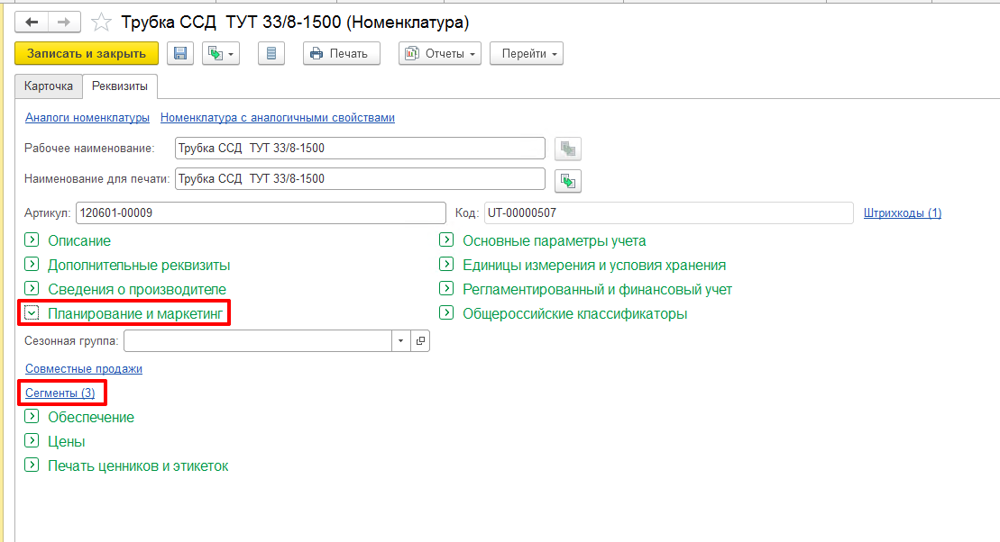 Трубка ССД  ТУТ 33/8-1500 (Номенклатура)
Записать и закрыть Печать Отчеты Перейти
Карточка Реквизиты
Аналоги номенклатуры Номенклатура с аналогичными свойствами
Рабочее наименование: Трубка ССД  ТУТ 33/8-1500
Наименование для печати: Трубка ССД  ТУТ 33/8-1500
Артикул: 120601-00009 Код: UT-00000507 Штрихкоды (1)
Описание Основные параметры учета
Дополнительные реквизиты Единицы измерения и условия хранения
Сведения о производителе Регламентированный и финансовый учет
Планирование и маркетинг Общероссийские классификаторы
Сезонная группа:
Совместные продажи
Сегменты (3)
Обеспечение
Цены
Печать ценников и этикеток